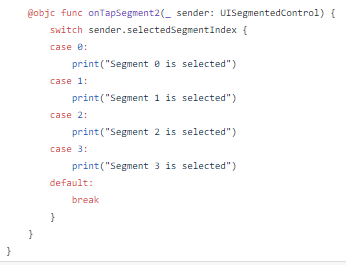 @objc func onTapSegment2(_ sender: UISegmentedControl) {
switch sender.selectedSegmentIndex {
case 0:
print("Segment 0 is selected")
case 1:
print("Segment 1 is selected")
case 2:
print("Segment 2 is selected")
case 3:
print("Segment 3 is selected")
default:
break
}
}
}